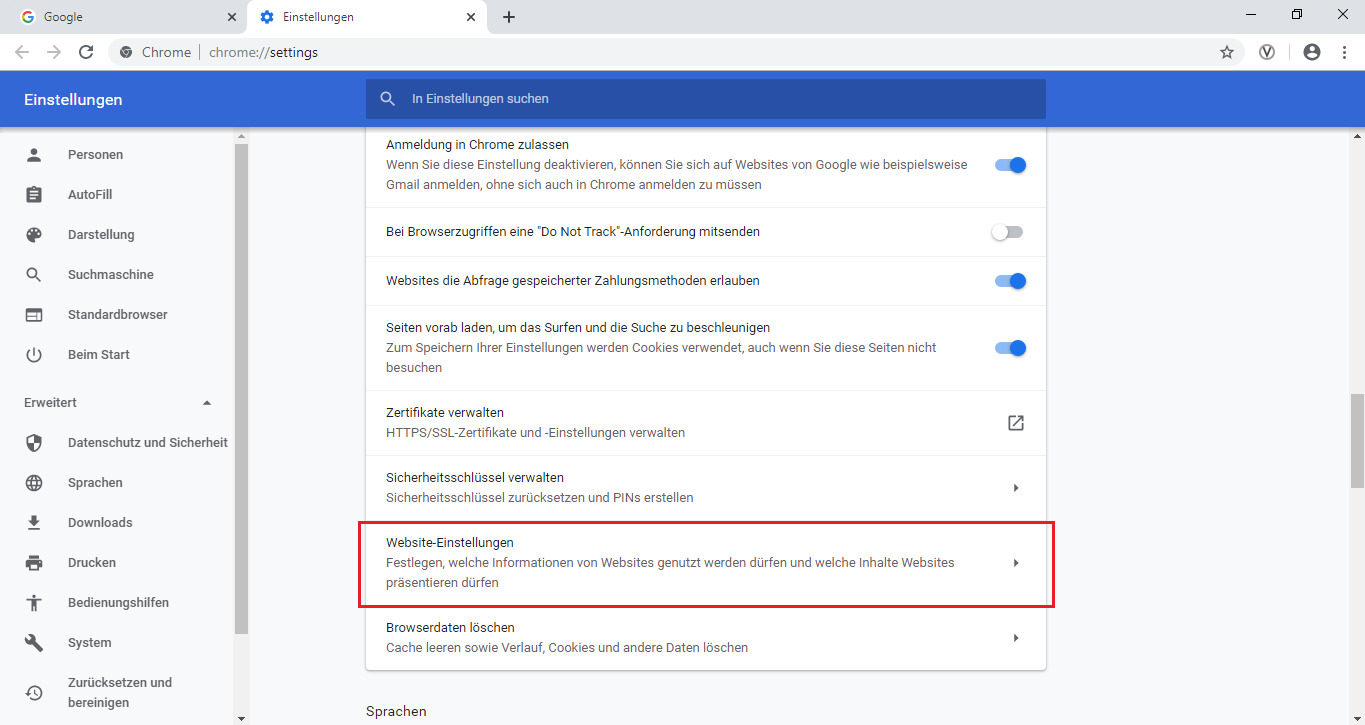 Google
Einstellungen
Chrome
chrome://settings
Einstellungen
In Einstellungen suchen
Personen
AutoFill
Darstellung
Suchmaschine
Standardbrowser
Beim Start
Erweitert
Datenschutz und Sicherheit
Sprachen
Downloads
Drucken
Bedienungshilfen
System
Zurücksetzen und
bereinigen
Anmeldung in Chrome zulassen
Wenn Sie diese Einstellung deaktivieren, können Sie sich auf Websites von Google wie beispielsweise
Gmail anmelden, ohne sich auch in Chrome anmelden zu müssen
Bei Browserzugriffen eine "Do Not Track"-Anforderung mitsenden
Websites die Abfrage gespeicherter Zahlungsmethoden erlauben
Seiten vorab laden, um das Surfen und die Suche zu beschleunigen
Zum Speichern Ihrer Einstellungen werden Cookies verwendet, auch wenn Sie diese Seiten nicht
besuchen
Zertifikate verwalten
HTTPS/SSL-Zertifikate und -Einstellungen verwalten
Sicherheitsschlüssel verwalten
Sicherheitsschlüssel zurücksetzen und PINs erstellen
Website-Einstellungen
Festlegen, welche Informationen von Websites genutzt werden dürfen und welche Inhalte Websites
präsentieren dürfen
Browserdaten löschen
Cache leeren sowie Verlauf, Cookies und andere Daten löschen
Sprachen